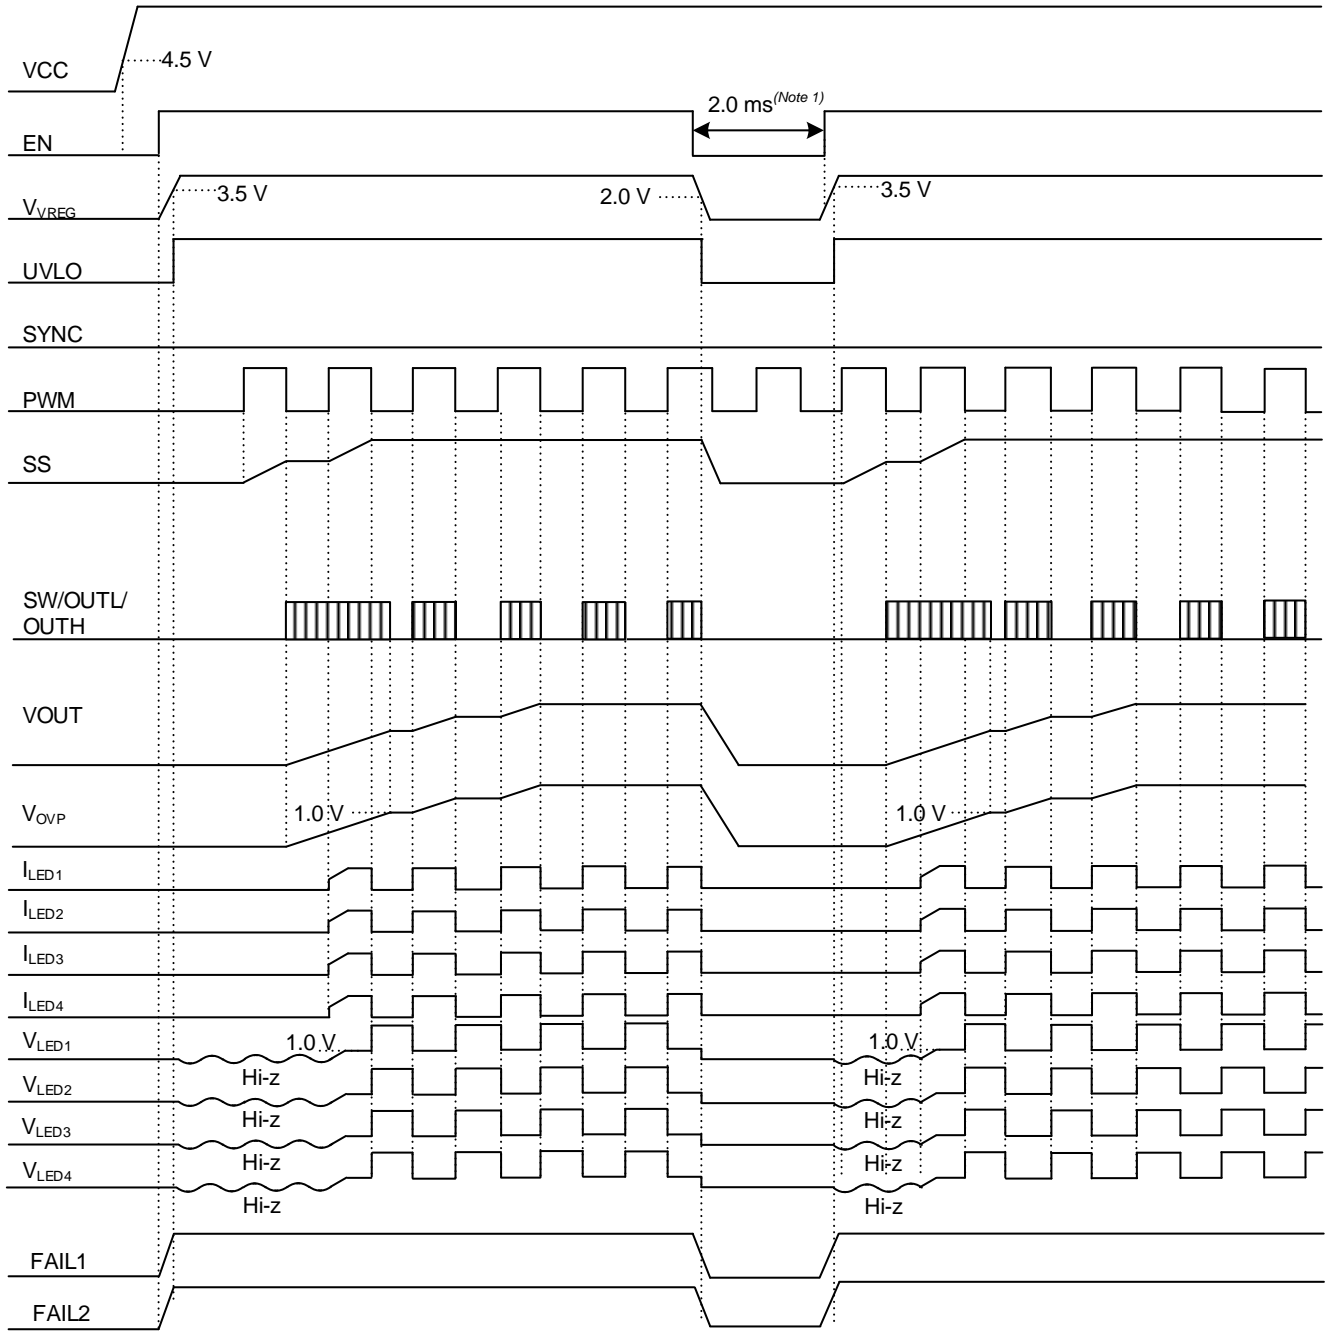 VCC
4.5 V
EN
2.0 ms(Note 1)
VVREG
3.5 V
2.0 V
3.5 V
UVLO
SYNC
PWM
SS
SW/OUTL/
OUTH
VOUT
VOVP
1.0 V
1.0 V
ILED1
ILED2
ILED3
ILED4
VLED1
1.0 V
1.0 V
Hi-z
Hi-z
VLED2
Hi-z
Hi-z
VLED3
Hi-z
Hi-z
VLED4
Hi-z
Hi-z
FAIL1
FAIL2